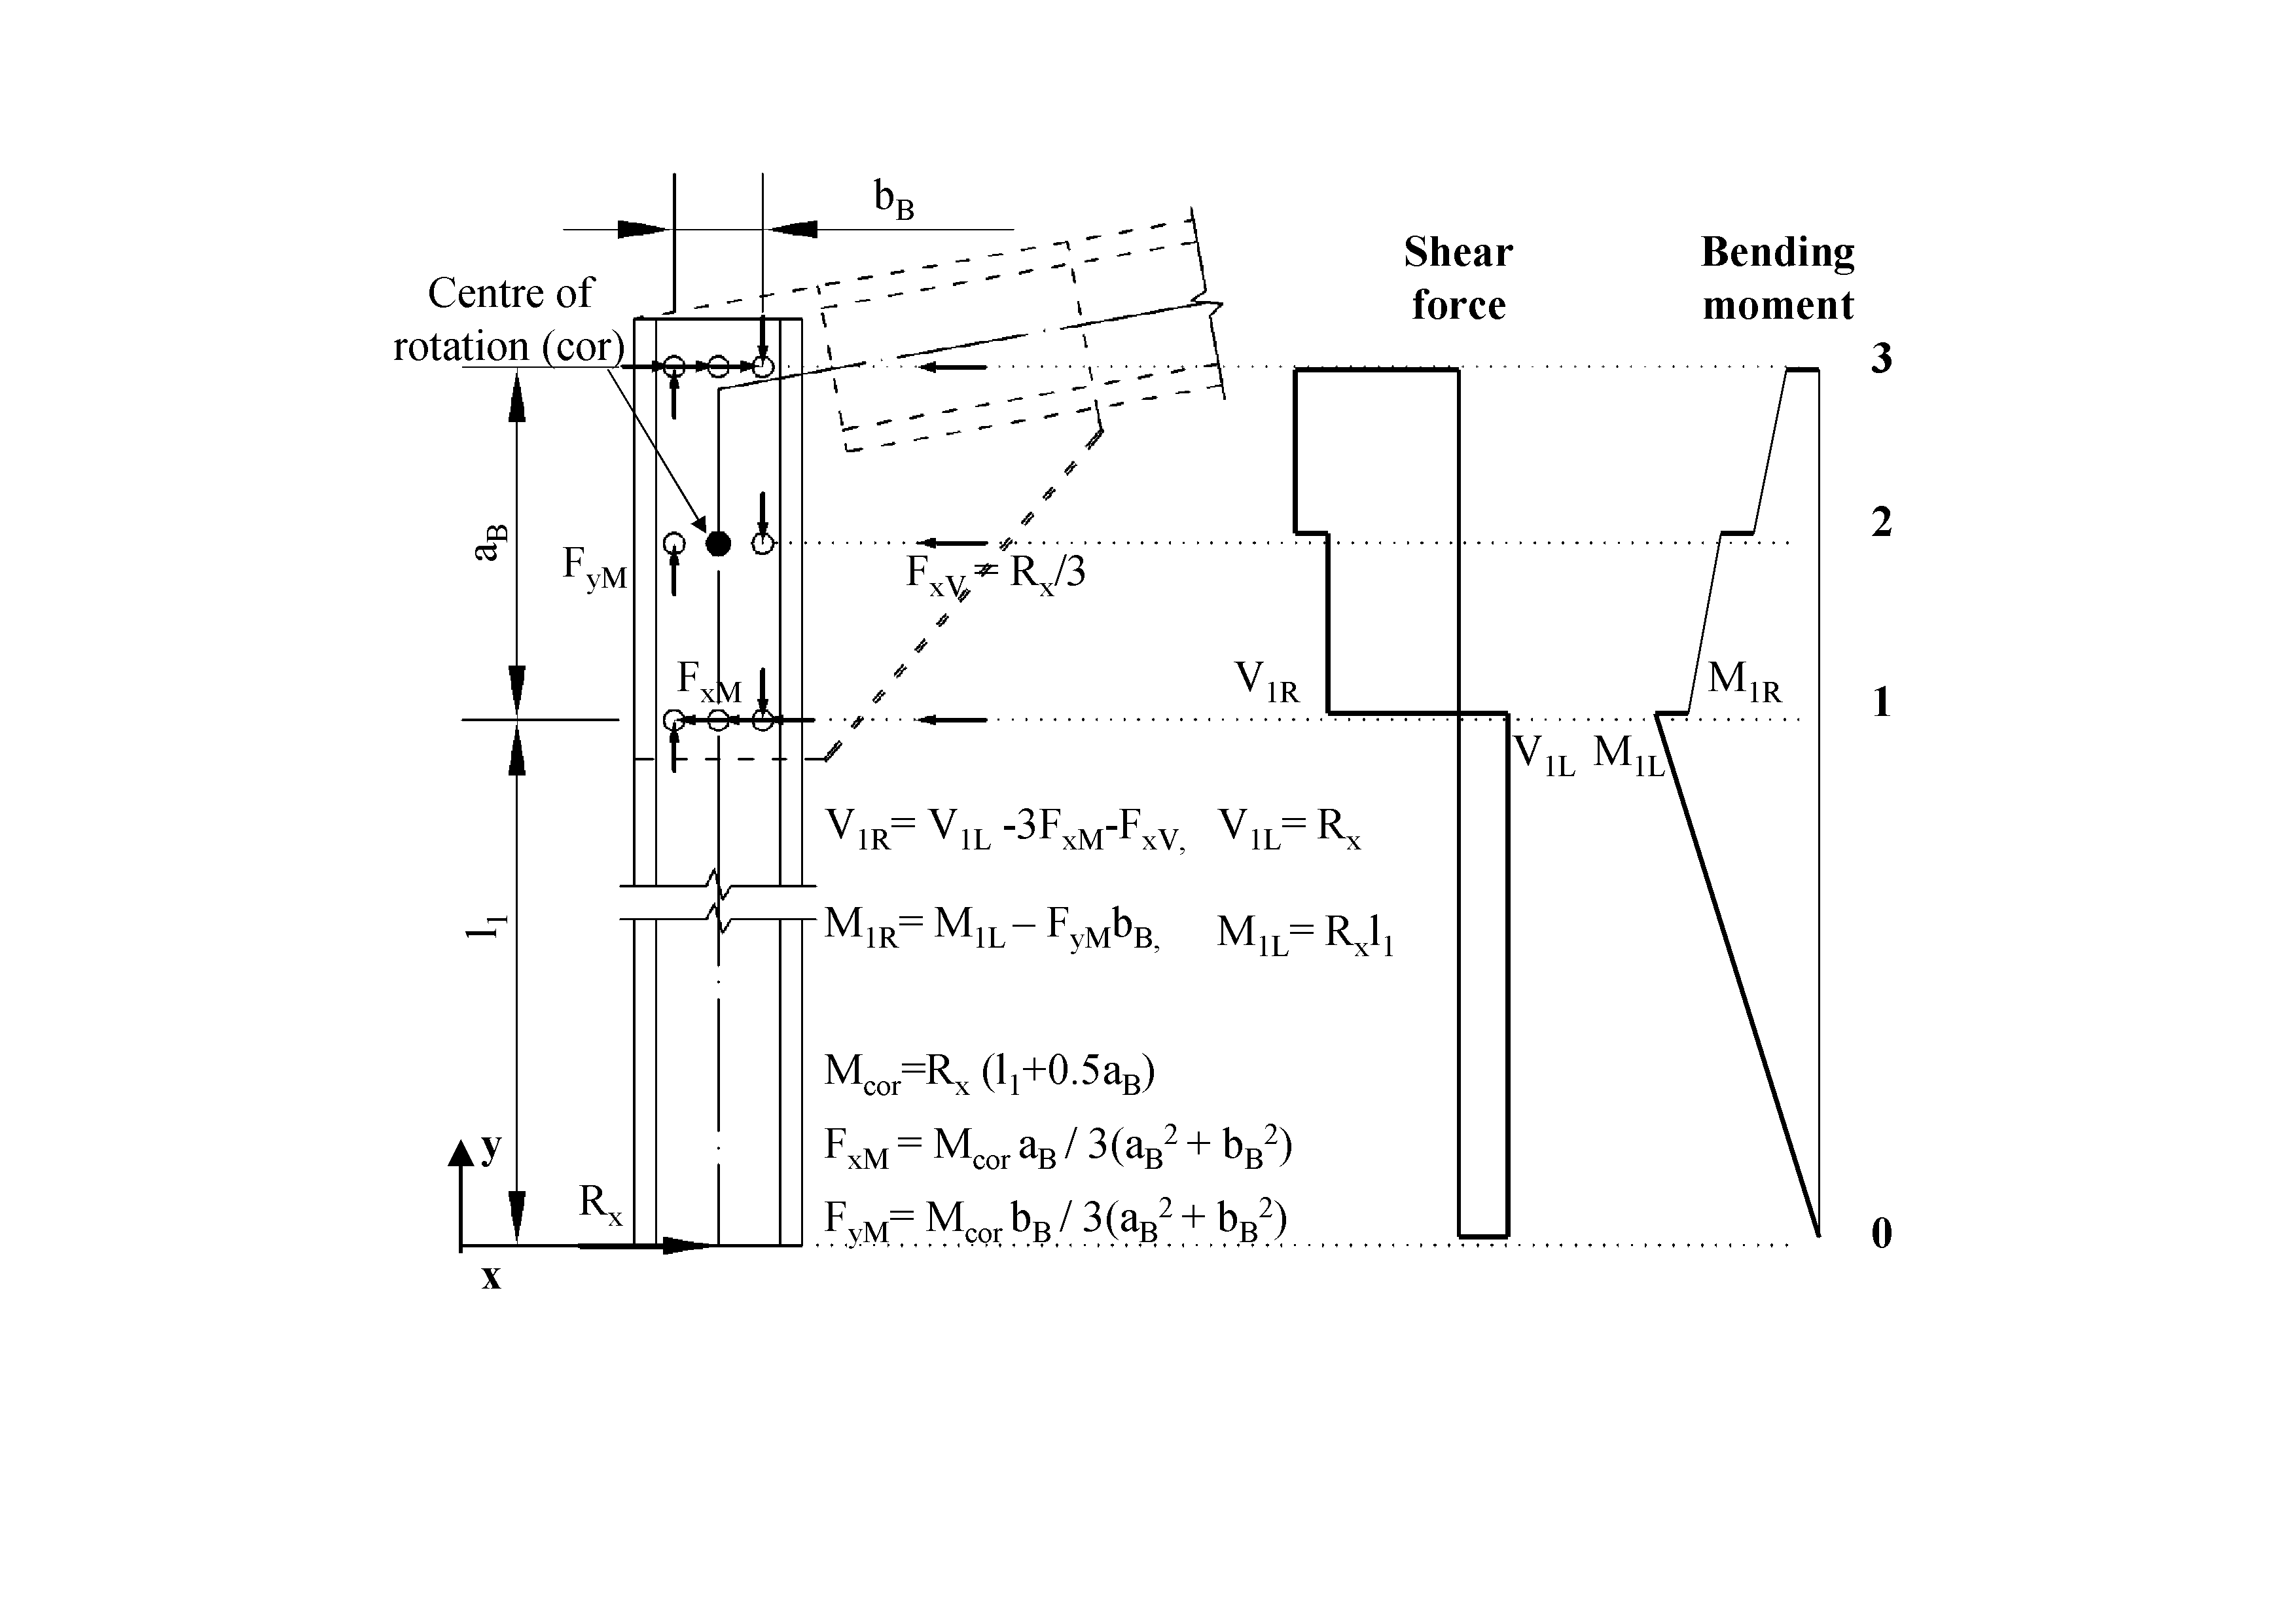 b_B
Shear force
Bending moment
Centre of rotation (cor)
3
a_B
2
F_yM
F_xV = R_x/3
F_xM
V_1R
M_1R
1
V_1L M_1L
V_1R= V_1L -3F_xM-F_xV, V_1L= R_x
l_1
M_1R= M_1L – F_yMb_B, M_1L= R_xl_1
M_cor=R_x (l_1+0.5a_B)
y
F_xM = M_cor a_B / 3(a_B^2 + b_B^2)
R_x
F_yM= M_cor b_B / 3(a_B^2 + b_B^2)
0
x